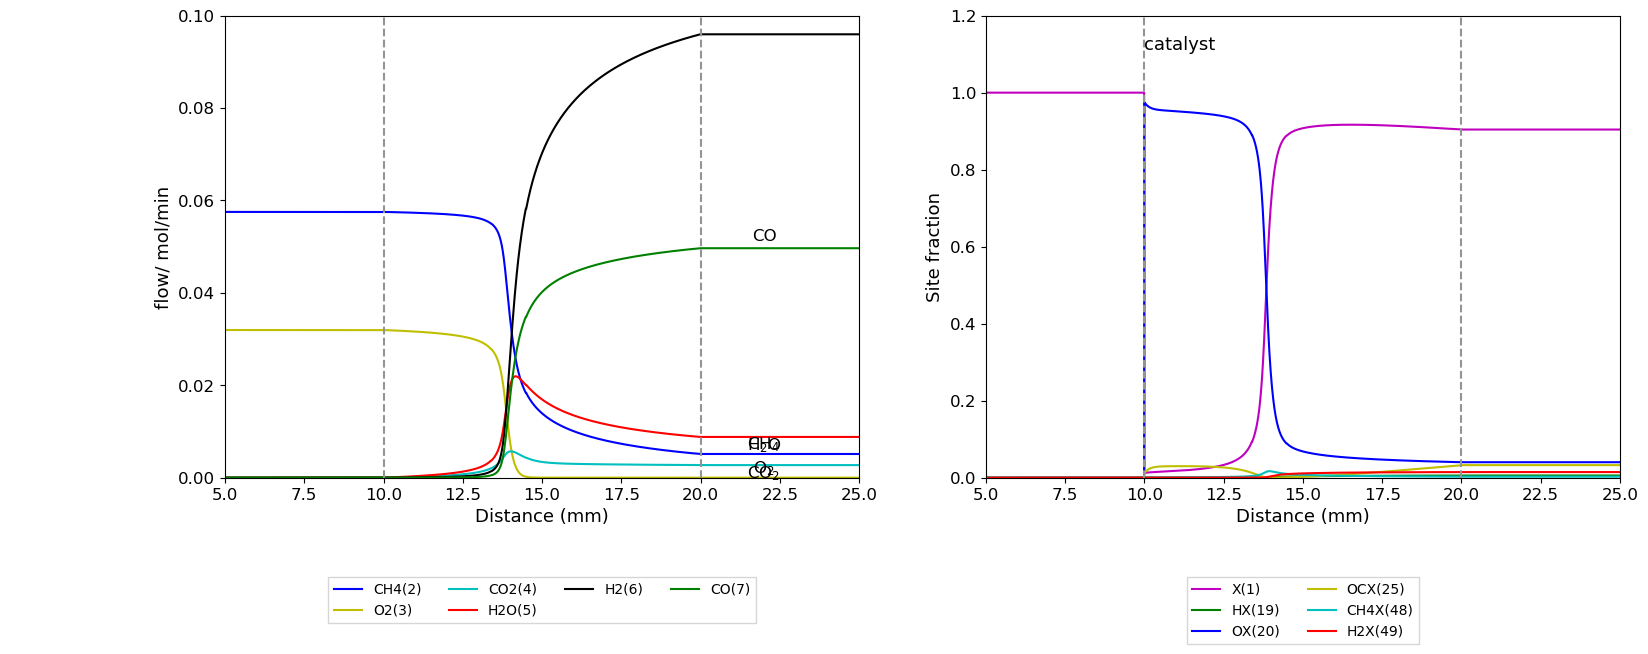 0.10
0.08
0.06
0.04
0.02
0.00
flow/ mol/min
CO
CH₄
H₂O
O₂
CO₂
5.0 7.5 10.0 12.5 15.0 17.5 20.0 22.5 25.0
Distance (mm)
CH4(2) CO2(4) H2(6) CO(7)
O2(3) H2O(5)
1.2
1.0
0.8
0.6
0.4
0.2
0.0
Site fraction
catalyst
5.0 7.5 10.0 12.5 15.0 17.5 20.0 22.5 25.0
Distance (mm)
X(1) OCX(25)
HX(19) CH4X(48)
OX(20) H2X(49)